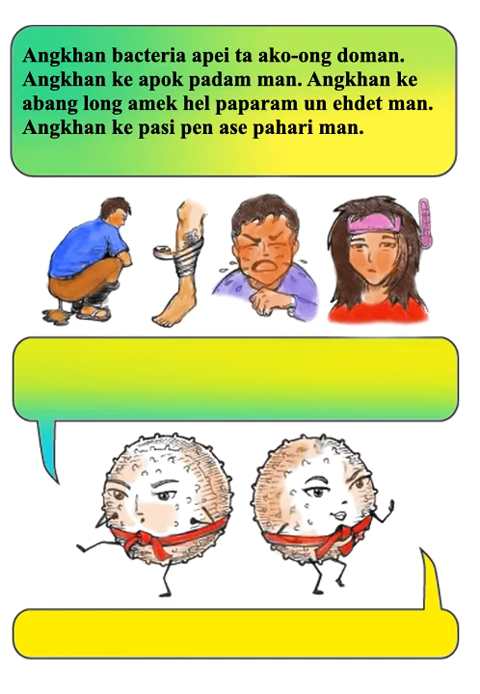 Angkhan bacteria apei ta ako-ong doman.
Angkhan ke apok padam man. Angkhan ke
abang long amek hel paparam un ehdet man.
Angkhan ke pasi pen ase pahari man.